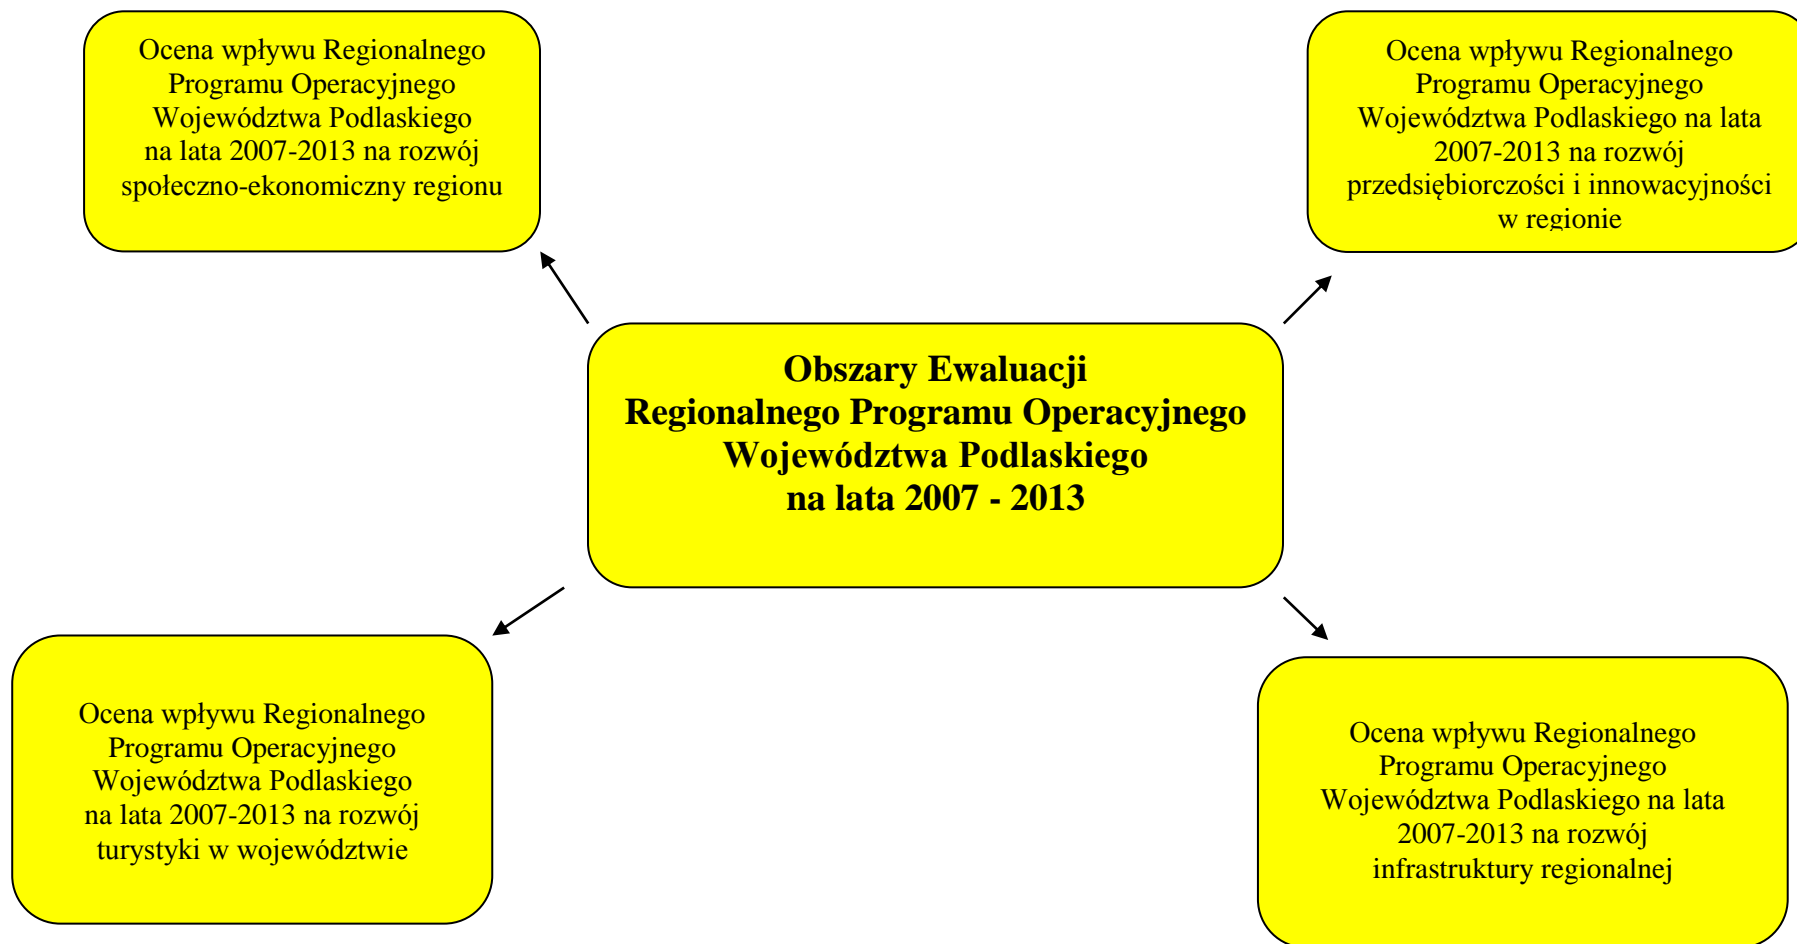 Ocena wpływu Regionalnego
Programu Operacyjnego
Województwa Podlaskiego
na lata 2007-2013 na rozwój
społeczno-ekonomiczny regionu
Ocena wpływu Regionalnego
Programu Operacyjnego
Województwa Podlaskiego na lata
2007-2013 na rozwój
przedsiębiorczości i innowacyjności
w regionie
Obszary Ewaluacji
Regionalnego Programu Operacyjnego
Województwa Podlaskiego
na lata 2007 - 2013
Ocena wpływu Regionalnego
Programu Operacyjnego
Województwa Podlaskiego
na lata 2007-2013 na rozwój
turystyki w województwie
Ocena wpływu Regionalnego
Programu Operacyjnego
Województwa Podlaskiego na lata
2007-2013 na rozwój
infrastruktury regionalnej